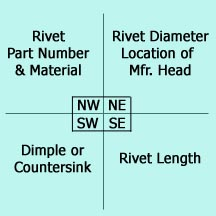 Rivet
Part Number
& Material
Rivet Diameter
Location of
Mfr. Head
NW NE
SW SE
Dimple or
Countersink
Rivet Length